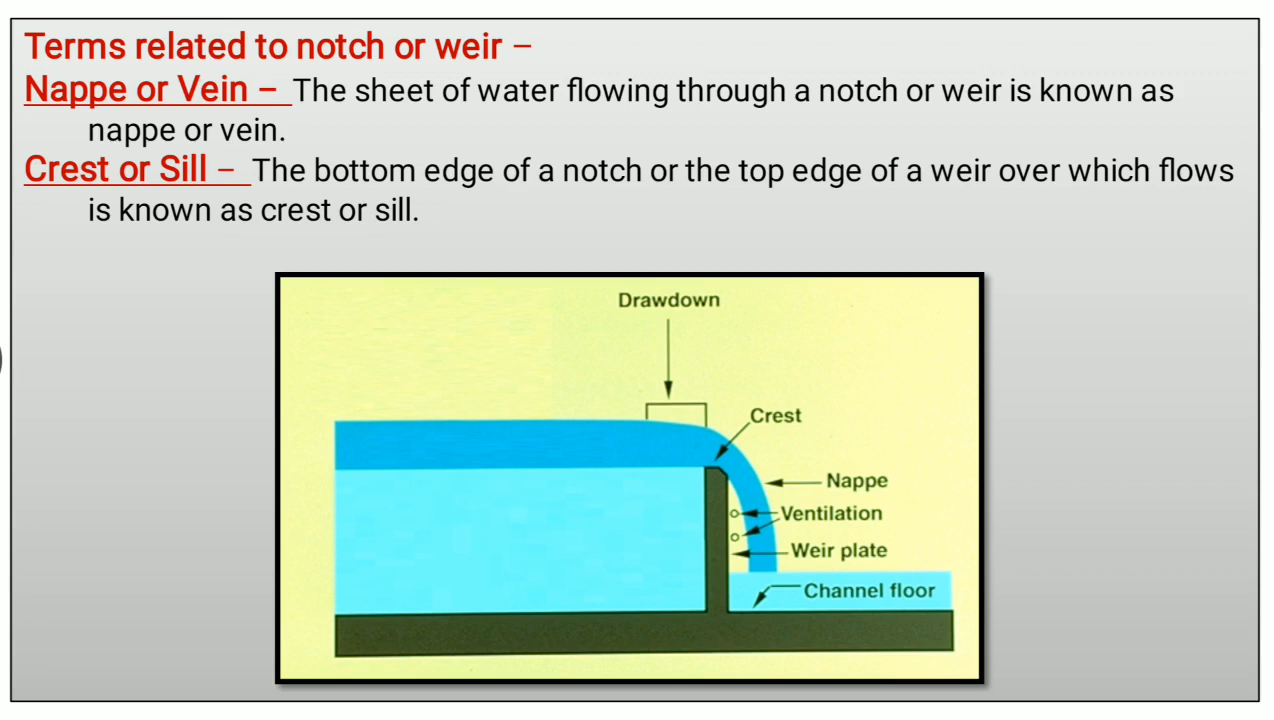 Terms related to notch or weir –
Nappe or Vein – The sheet of water flowing through a notch or weir is known as
nappe or vein.
Crest or Sill – The bottom edge of a notch or the top edge of a weir over which flows
is known as crest or sill.
Drawdown
Crest
Nappe
Ventilation
Weir plate
Channel floor